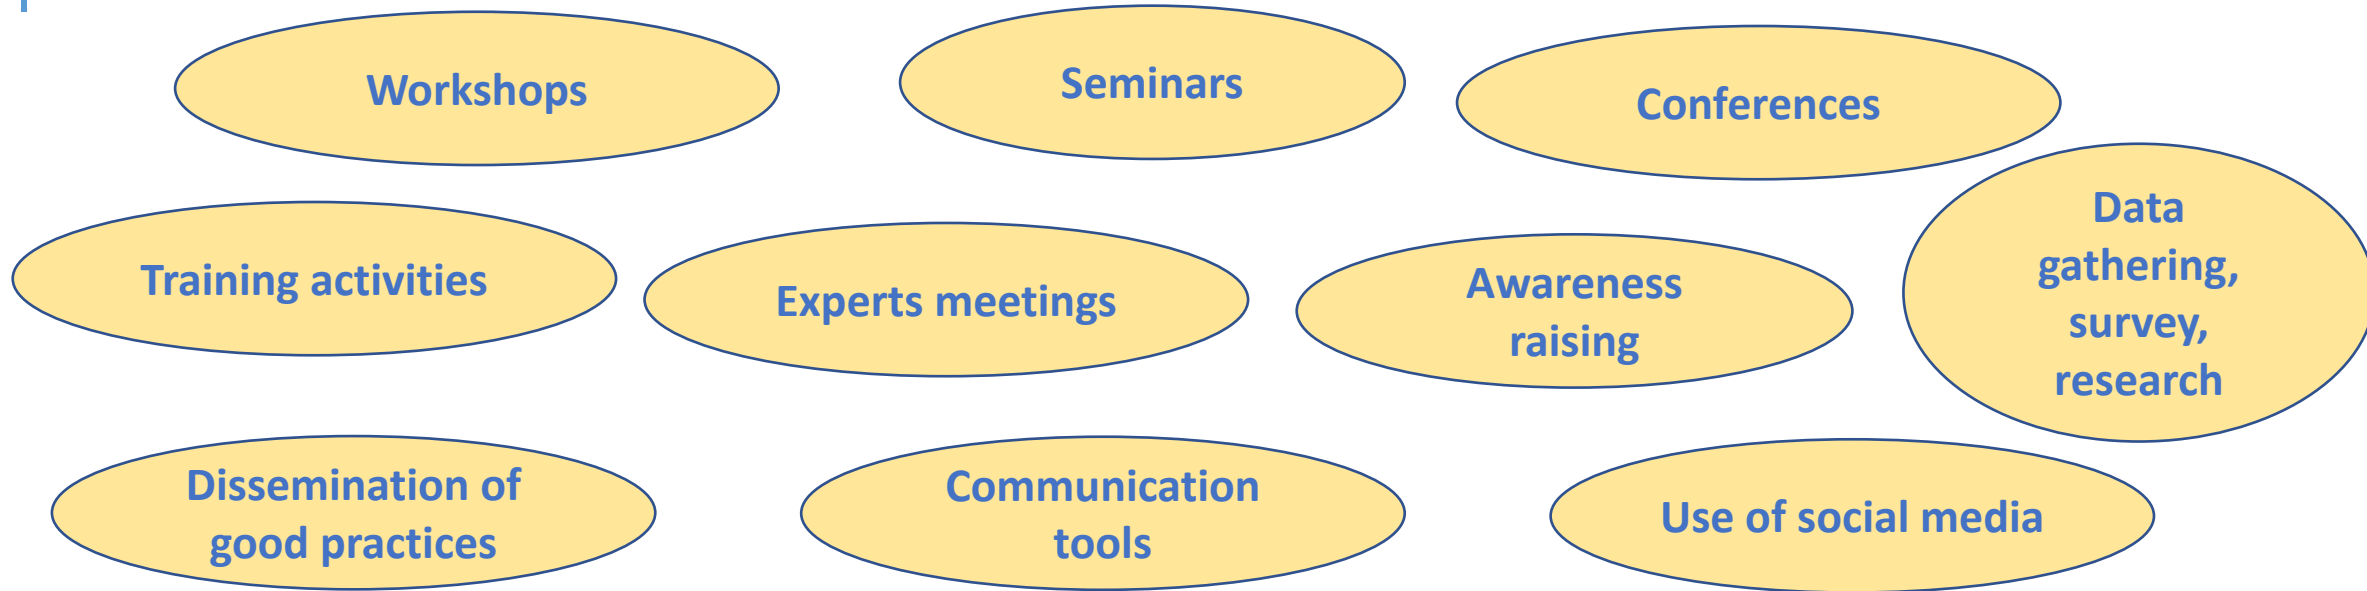 Workshops
Seminars
Conferences
Training activities
Experts meetings
Awareness
raising
Data
gathering,
survey,
research
Dissemination of
good practices
Communication
tools
Use of social media